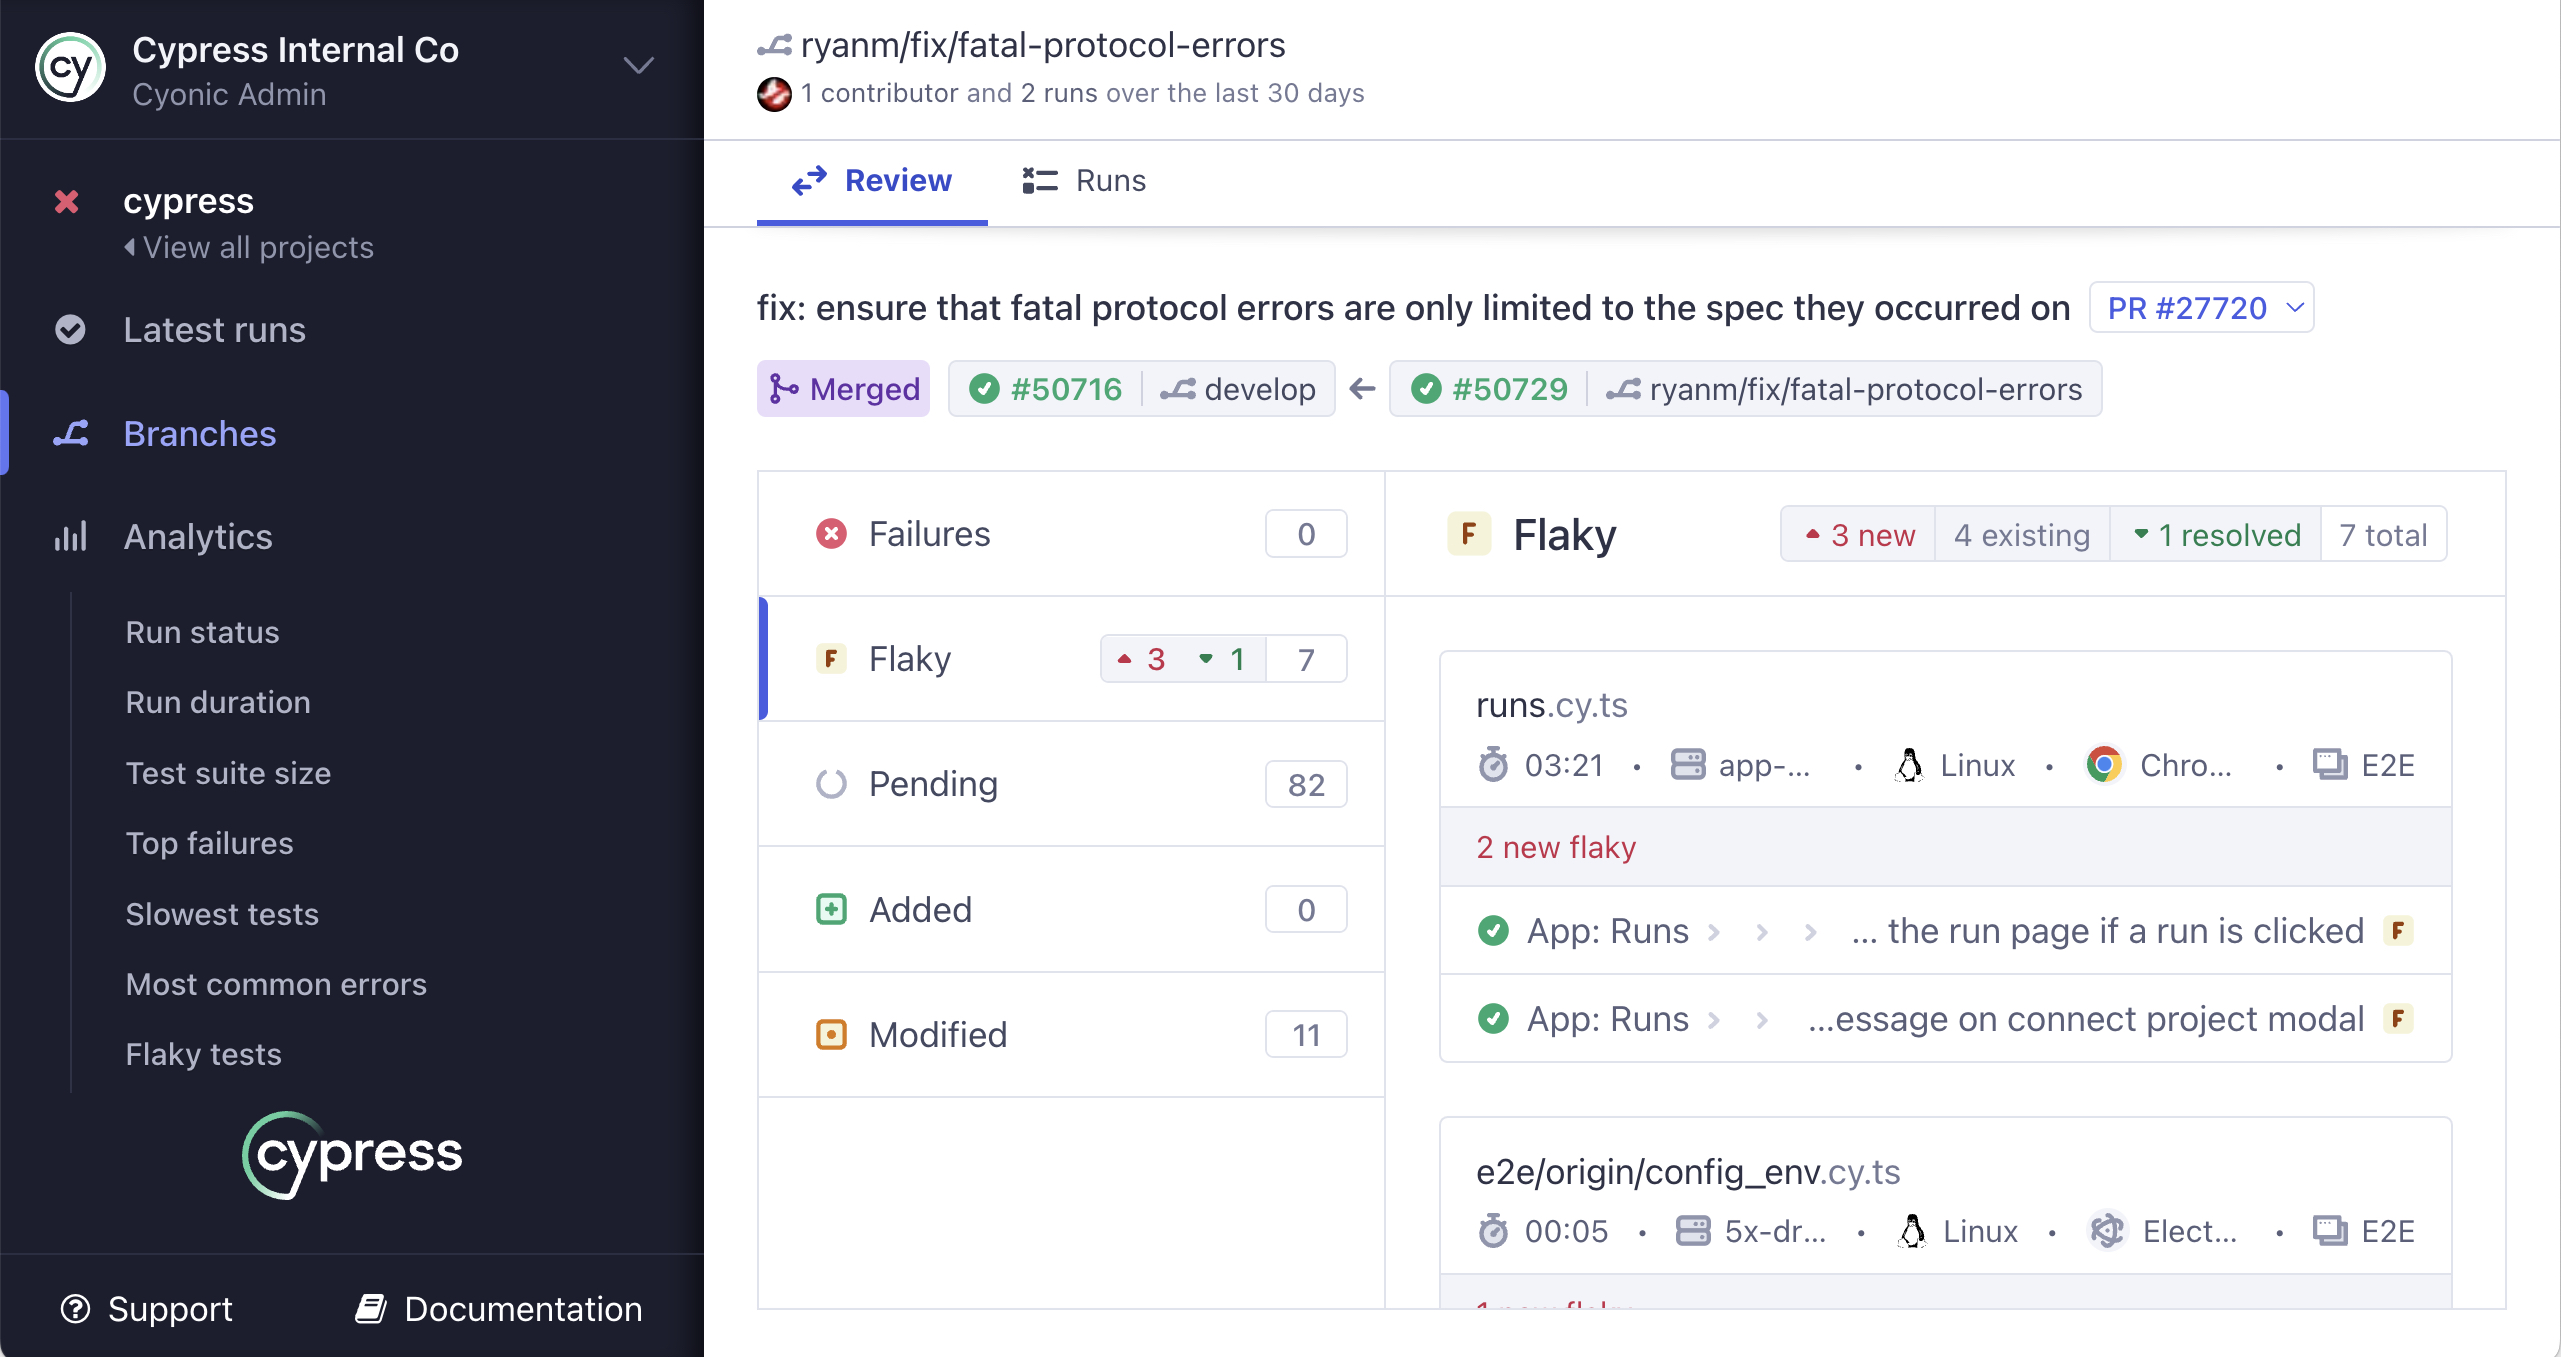 cy
Cypress Internal Co
Cyonic Admin
cypress
View all projects
Latest runs
Branches
Analytics
Run status
Run duration
Test suite size
Top failures
Slowest tests
Most common errors
Flaky tests
cypress
Support
Documentation
ryanm/fix/fatal-protocol-errors
1 contributor and 2 runs over the last 30 days
Review
Runs
fix: ensure that fatal protocol errors are only limited to the spec they occurred on
PR #27720
Merged
#50716 develop
#50729 ryanm/fix/fatal-protocol-errors
Failures 0
F Flaky 3 1 7
Pending 82
Added 0
Modified 11
F Flaky
3 new 4 existing 1 resolved 7 total
runs.cy.ts
03:21 • app-... • Linux • Chro... • E2E
2 new flaky
App: Runs > > > ... the run page if a run is clicked F
App: Runs > > ...essage on connect project modal F
e2e/origin/config_env.cy.ts
00:05 • 5x-dr... • Linux • Elect... • E2E
1 new flaky